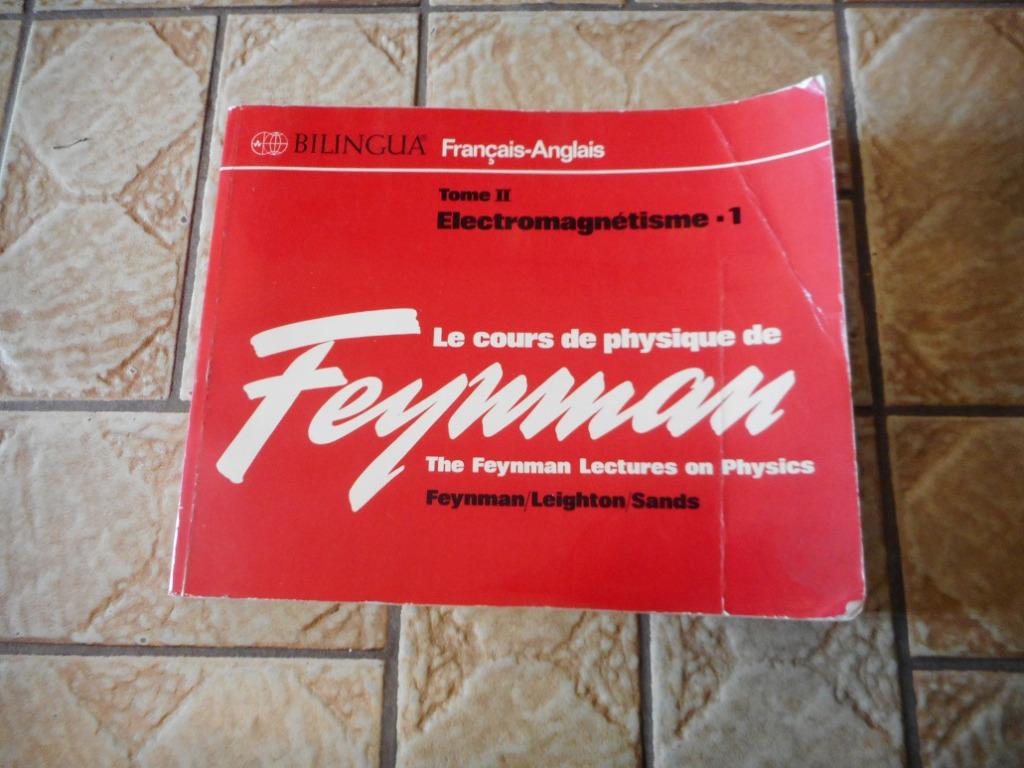 BILINGUA® Français-Anglais
Tome II
Electromagnétisme · 1
Le cours de physique de
Feynman
The Feynman Lectures on Physics
Feynman/Leighton/Sands